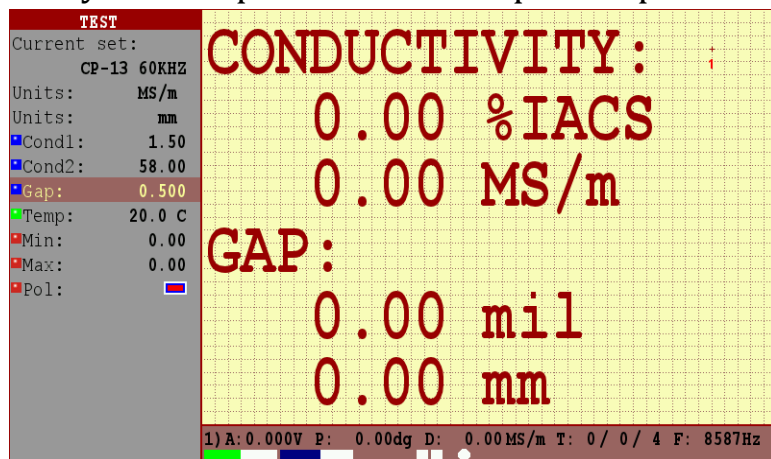 TEST
Current set:
CP-13 60KHZ
Units: MS/m
Units: mm
Cond1: 1.50
Cond2: 58.00
Gap: 0.500
Temp: 20.0 C
Min: 0.00
Max: 0.00
Pol:
CONDUCTIVITY:
1
0.00 %IACS
0.00 MS/m
GAP:
0.00 mil
0.00 mm
1)A:0.000V P: 0.00dg D: 0.00MS/m T: 0/ 0/ 4 F: 8587Hz